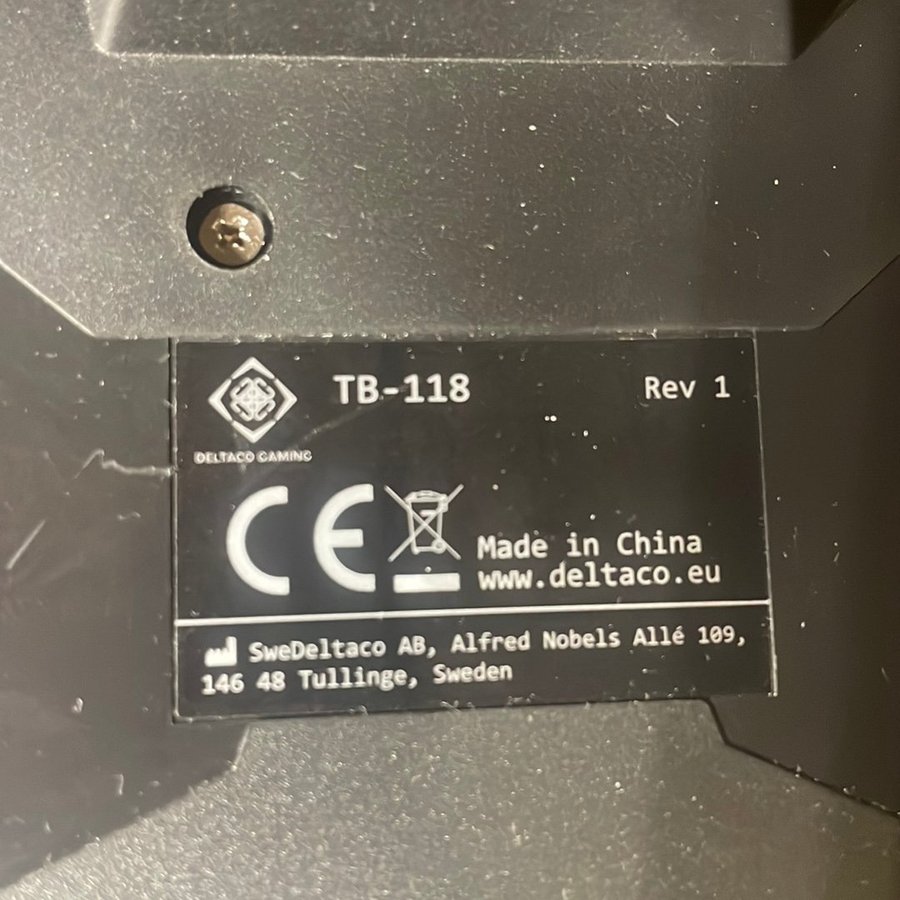 TB-118 Rev 1
DELTACO GAMING
CE
Made in China
www.deltaco.eu
SweDeltaco AB, Alfred Nobels Allé 109,
146 48 Tullinge, Sweden